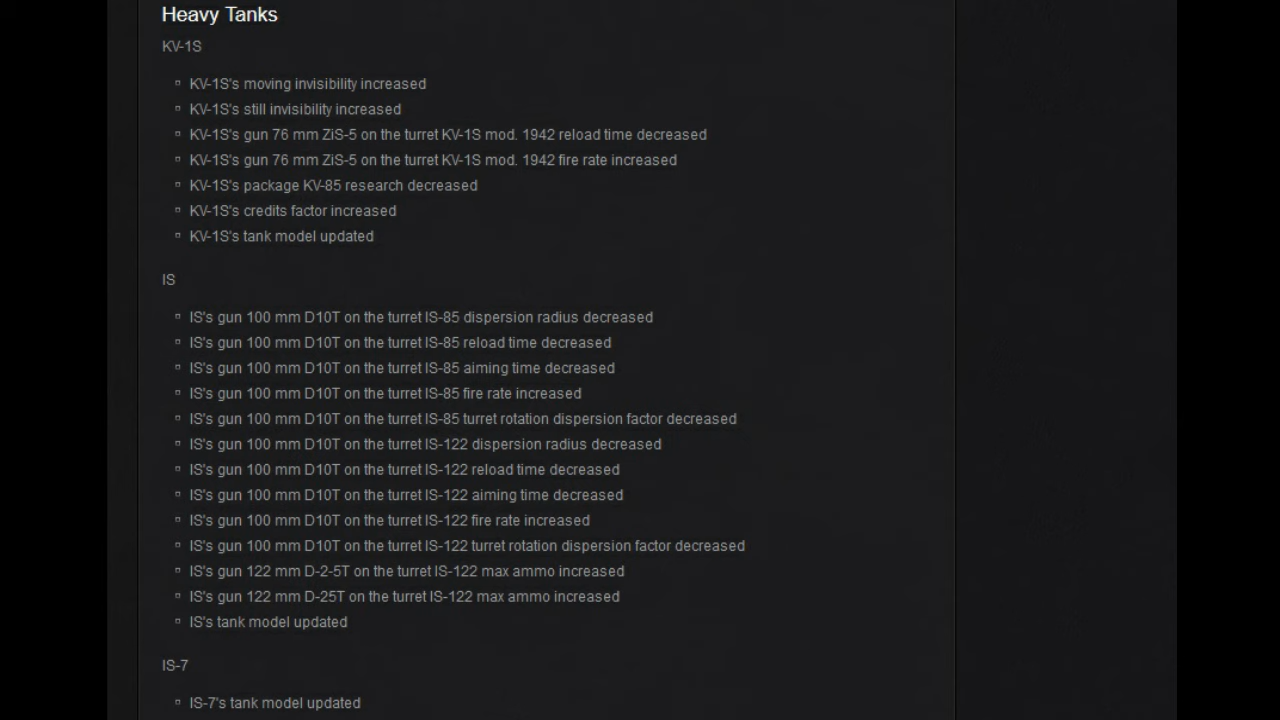 Heavy Tanks
KV-1S
KV-1S's moving invisibility increased
KV-1S's still invisibility increased
KV-1S's gun 76 mm ZiS-5 on the turret KV-1S mod. 1942 reload time decreased
KV-1S's gun 76 mm ZiS-5 on the turret KV-1S mod. 1942 fire rate increased
KV-1S's package KV-85 research decreased
KV-1S's credits factor increased
KV-1S's tank model updated
IS
IS's gun 100 mm D10T on the turret IS-85 dispersion radius decreased
IS's gun 100 mm D10T on the turret IS-85 reload time decreased
IS's gun 100 mm D10T on the turret IS-85 aiming time decreased
IS's gun 100 mm D10T on the turret IS-85 fire rate increased
IS's gun 100 mm D10T on the turret IS-85 turret rotation dispersion factor decreased
IS's gun 100 mm D10T on the turret IS-122 dispersion radius decreased
IS's gun 100 mm D10T on the turret IS-122 reload time decreased
IS's gun 100 mm D10T on the turret IS-122 aiming time decreased
IS's gun 100 mm D10T on the turret IS-122 fire rate increased
IS's gun 100 mm D10T on the turret IS-122 turret rotation dispersion factor decreased
IS's gun 122 mm D-2-5T on the turret IS-122 max ammo increased
IS's gun 122 mm D-25T on the turret IS-122 max ammo increased
IS's tank model updated
IS-7
IS-7's tank model updated